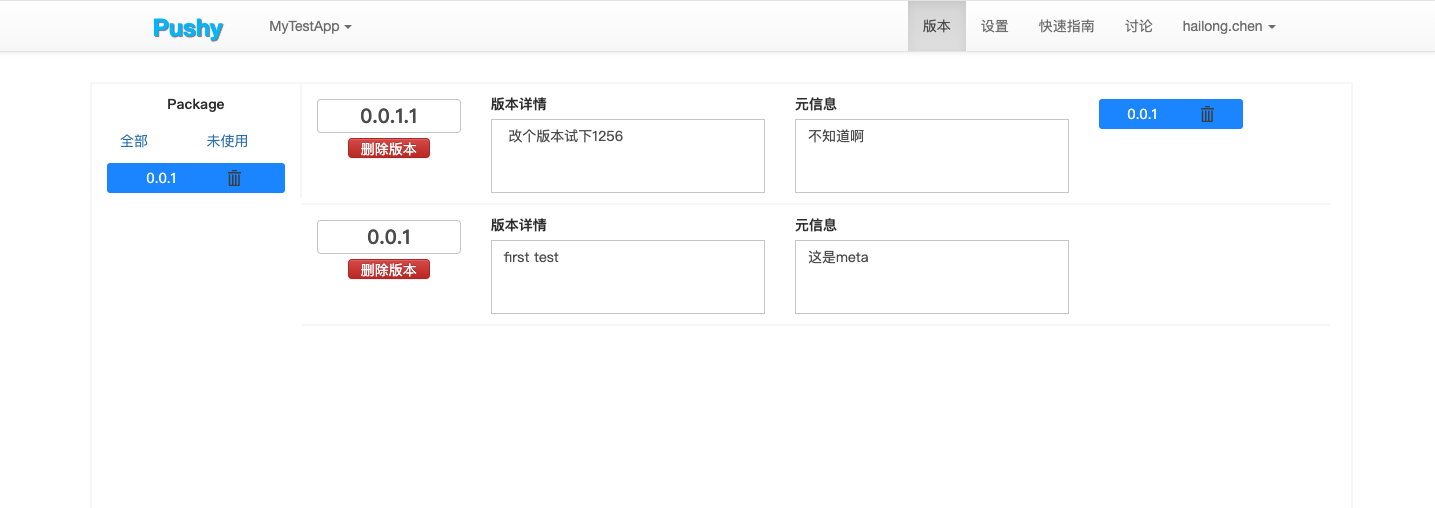 Pushy
MyTestApp
版本
设置
快速指南
讨论
hailong.chen
Package
全部
未使用
0.0.1
0.0.1.1
删除版本
版本详情
改个版本试下1256
元信息
不知道啊
0.0.1
0.0.1
删除版本
版本详情
first test
元信息
这是meta